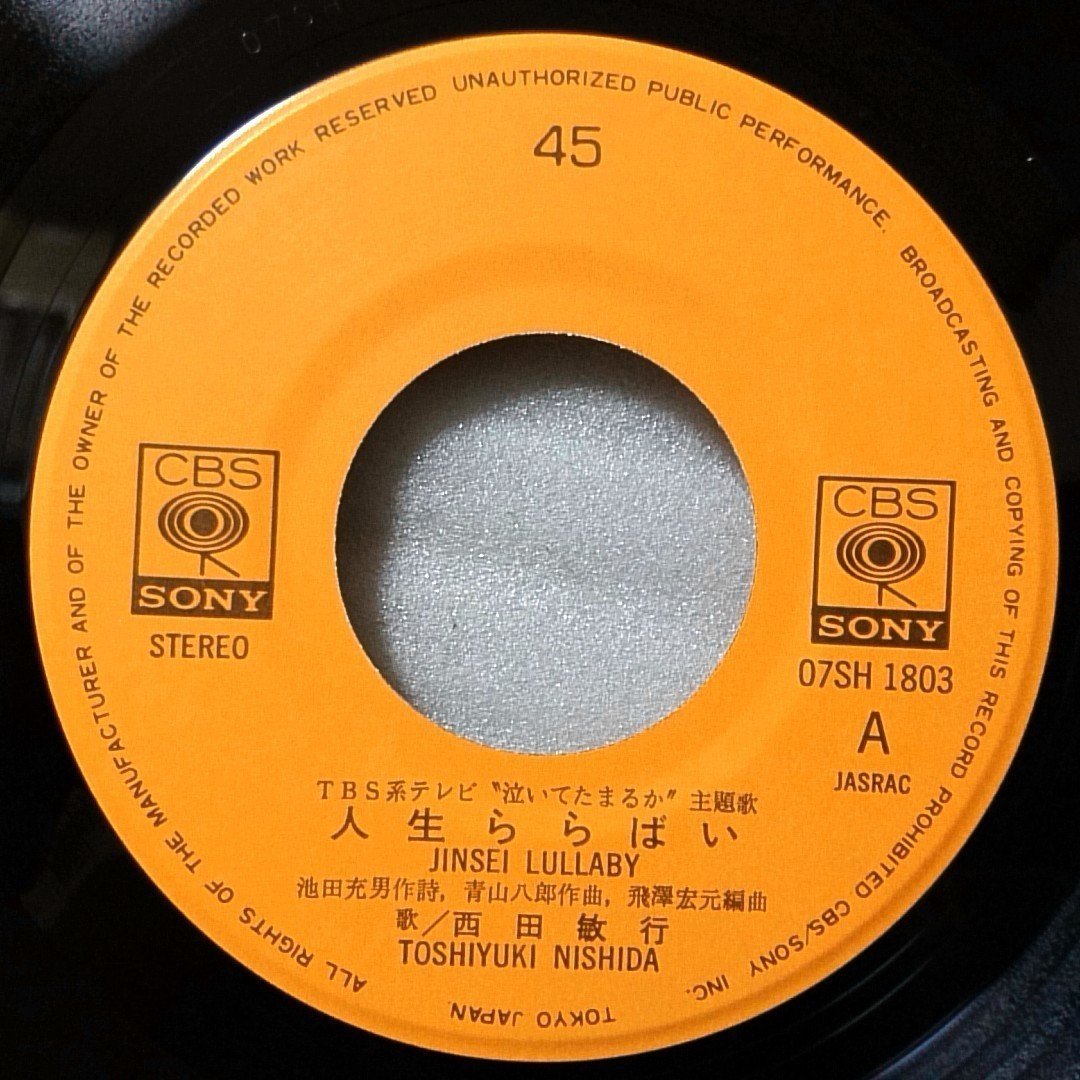 ALL RIGHTS OF THE MANUFACTURER AND OF THE OWNER OF THE RECORDED WORK RESERVED UNAUTHORIZED PUBLIC PERFORMANCE. BROADCASTING AND COPYING OF THIS RECORD PROHIBITED CBS/SONY INC. TOKYO JAPAN.
45
CBS
SONY
STEREO
CBS
SONY
07SH 1803
A
JASRAC
TBS系テレビ〝泣いてたまるか〟主題歌
人生ららばい
JINSEI LULLABY
池田充男作詩, 青山八郎作曲, 飛澤宏元編曲
歌/西田敏行
TOSHIYUKI NISHIDA